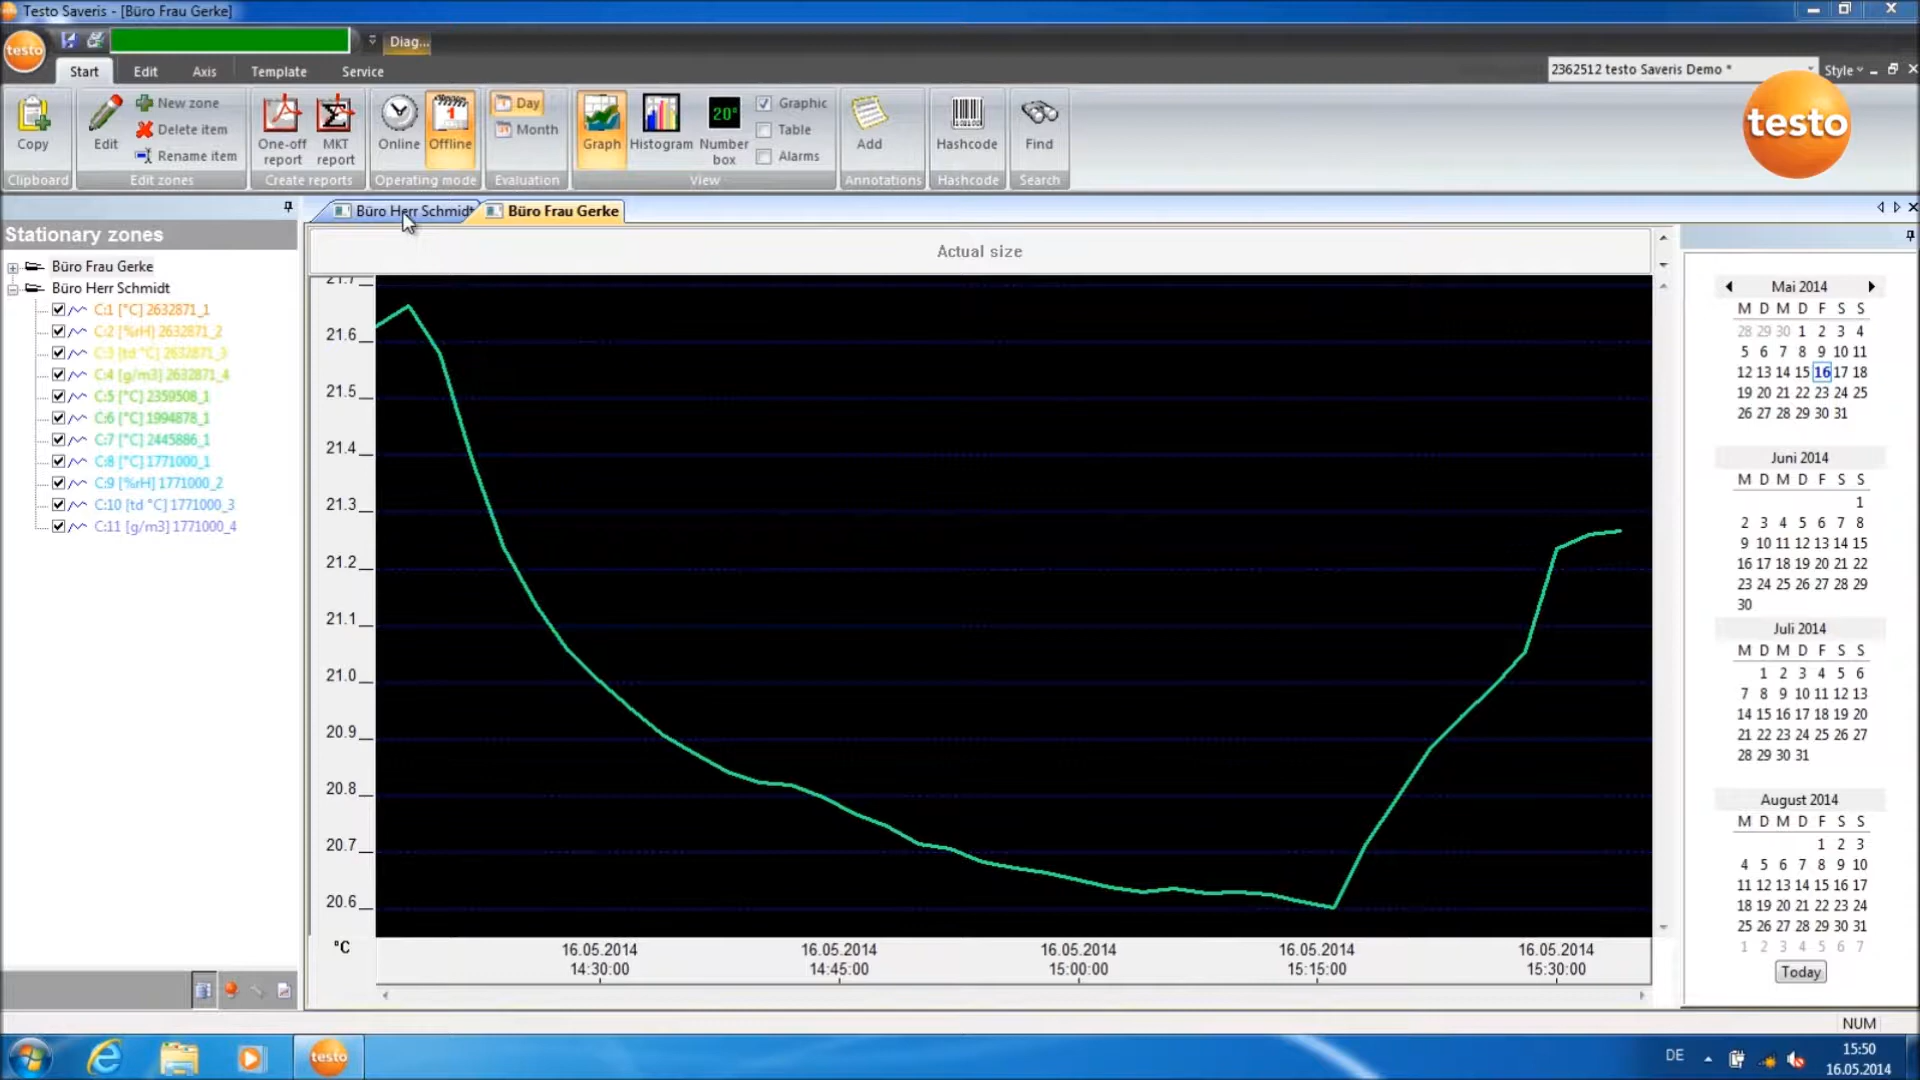 Testo Saveris - [Büro Frau Gerke]
testo
Diag...
Start Edit Axis Template Service
2362512 testo Saveris Demo *
Style
Copy
Clipboard
Edit
New zone
Delete item
Rename item
Edit zones
One-off report
MKT report
Create reports
Online
Offline
Operating mode
Day
Month
Evaluation
Graph
Histogram
20°
Number box
Graphic
Table
Alarms
View
Add
Annotations
Hashcode
Hashcode
Find
Search
testo
Büro Herr Schmidt
Büro Frau Gerke
Stationary zones
Büro Frau Gerke
Büro Herr Schmidt
C:1 [°C] 2632871_1
C:2 [%rH] 2632871_2
C:3 [td °C] 2632871_3
C:4 [g/m3] 2632871_4
C:5 [°C] 2359508_1
C:6 [°C] 1994878_1
C:7 [°C] 2445886_1
C:8 [°C] 1771000_1
C:9 [%rH] 1771000_2
C:10 [td °C] 1771000_3
C:11 [g/m3] 1771000_4
Actual size
21.7
21.6
21.5
21.4
21.3
21.2
21.1
21.0
20.9
20.8
20.7
20.6
°C
16.05.2014 16.05.2014 16.05.2014 16.05.2014 16.05.2014
14:30:00 14:45:00 15:00:00 15:15:00 15:30:00
Mai 2014
M D M D F S S
28 29 30 1 2 3 4
5 6 7 8 9 10 11
12 13 14 15 16 17 18
19 20 21 22 23 24 25
26 27 28 29 30 31
Juni 2014
M D M D F S S
1
2 3 4 5 6 7 8
9 10 11 12 13 14 15
16 17 18 19 20 21 22
23 24 25 26 27 28 29
30
Juli 2014
M D M D F S S
1 2 3 4 5 6
7 8 9 10 11 12 13
14 15 16 17 18 19 20
21 22 23 24 25 26 27
28 29 30 31
August 2014
M D M D F S S
1 2 3
4 5 6 7 8 9 10
11 12 13 14 15 16 17
18 19 20 21 22 23 24
25 26 27 28 29 30 31
1 2 3 4 5 6 7
Today
NUM
testo
DE
15:50
16.05.2014